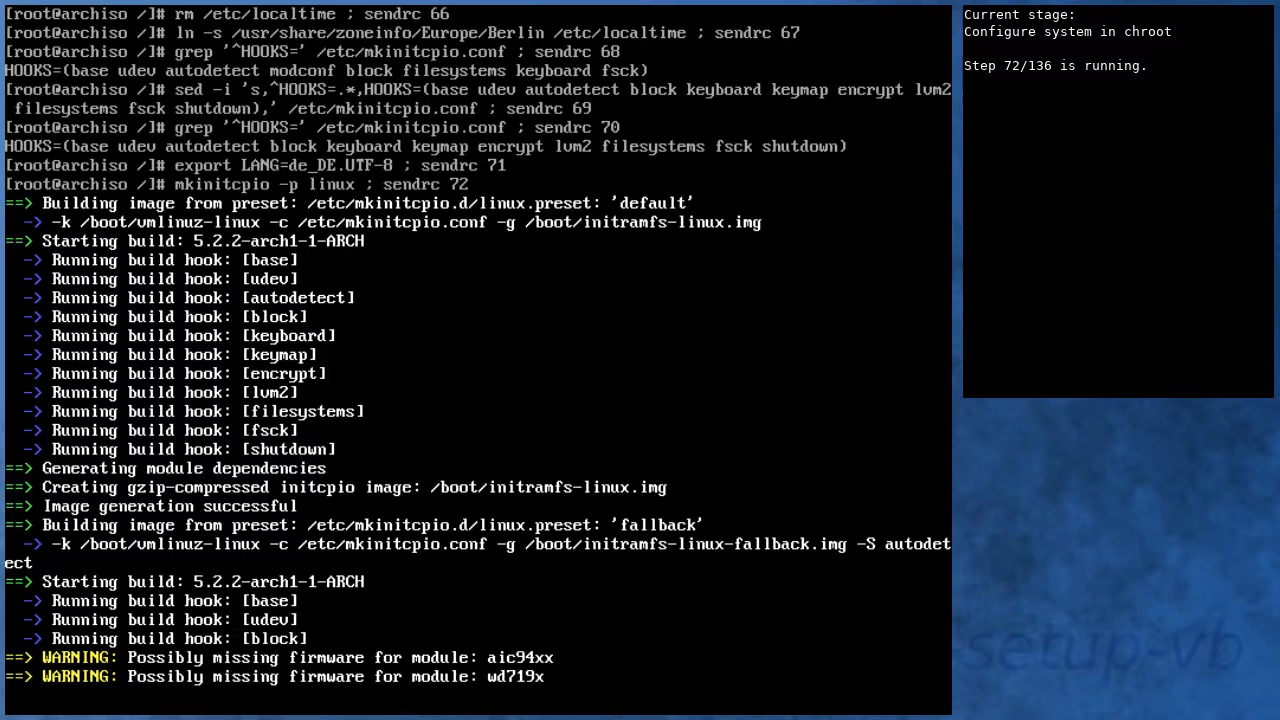 [root@archiso /]# rm /etc/localtime ; sendrc 66
[root@archiso /]# ln -s /usr/share/zoneinfo/Europe/Berlin /etc/localtime ; sendrc 67
[root@archiso /]# grep '^HOOKS=' /etc/mkinitcpio.conf ; sendrc 68
HOOKS=(base udev autodetect modconf block filesystems keyboard fsck)
[root@archiso /]# sed -i 's,^HOOKS=.*,HOOKS=(base udev autodetect block keyboard keymap encrypt lvm2
 filesystems fsck shutdown),' /etc/mkinitcpio.conf ; sendrc 69
[root@archiso /]# grep '^HOOKS=' /etc/mkinitcpio.conf ; sendrc 70
HOOKS=(base udev autodetect block keyboard keymap encrypt lvm2 filesystems fsck shutdown)
[root@archiso /]# export LANG=de_DE.UTF-8 ; sendrc 71
[root@archiso /]# mkinitcpio -p linux ; sendrc 72
==> Building image from preset: /etc/mkinitcpio.d/linux.preset: 'default'
  -> -k /boot/vmlinuz-linux -c /etc/mkinitcpio.conf -g /boot/initramfs-linux.img
==> Starting build: 5.2.2-arch1-1-ARCH
  -> Running build hook: [base]
  -> Running build hook: [udev]
  -> Running build hook: [autodetect]
  -> Running build hook: [block]
  -> Running build hook: [keyboard]
  -> Running build hook: [keymap]
  -> Running build hook: [encrypt]
  -> Running build hook: [lvm2]
  -> Running build hook: [filesystems]
  -> Running build hook: [fsck]
  -> Running build hook: [shutdown]
==> Generating module dependencies
==> Creating gzip-compressed initcpio image: /boot/initramfs-linux.img
==> Image generation successful
==> Building image from preset: /etc/mkinitcpio.d/linux.preset: 'fallback'
  -> -k /boot/vmlinuz-linux -c /etc/mkinitcpio.conf -g /boot/initramfs-linux-fallback.img -S autodet
ect
==> Starting build: 5.2.2-arch1-1-ARCH
  -> Running build hook: [base]
  -> Running build hook: [udev]
  -> Running build hook: [block]
==> WARNING: Possibly missing firmware for module: aic94xx
==> WARNING: Possibly missing firmware for module: wd719x
Current stage:
Configure system in chroot
Step 72/136 is running.
setup-vb